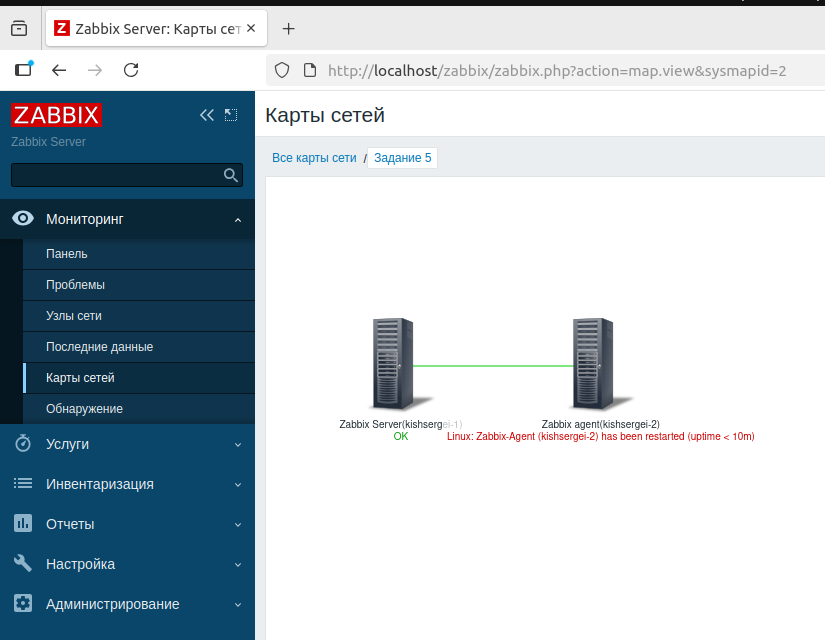 Zabbix Server: Карты сет
http://localhost/zabbix/zabbix.php?action=map.view&sysmapid=2
ZABBIX
Zabbix Server
Мониторинг
Панель
Проблемы
Узлы сети
Последние данные
Карты сетей
Обнаружение
Услуги
Инвентаризация
Отчеты
Настройка
Администрирование
Карты сетей
Все карты сети / Задание 5
Zabbix Server(kishsergei-1)
OK
Zabbix agent(kishsergei-2)
Linux: Zabbix-Agent (kishsergei-2) has been restarted (uptime < 10m)